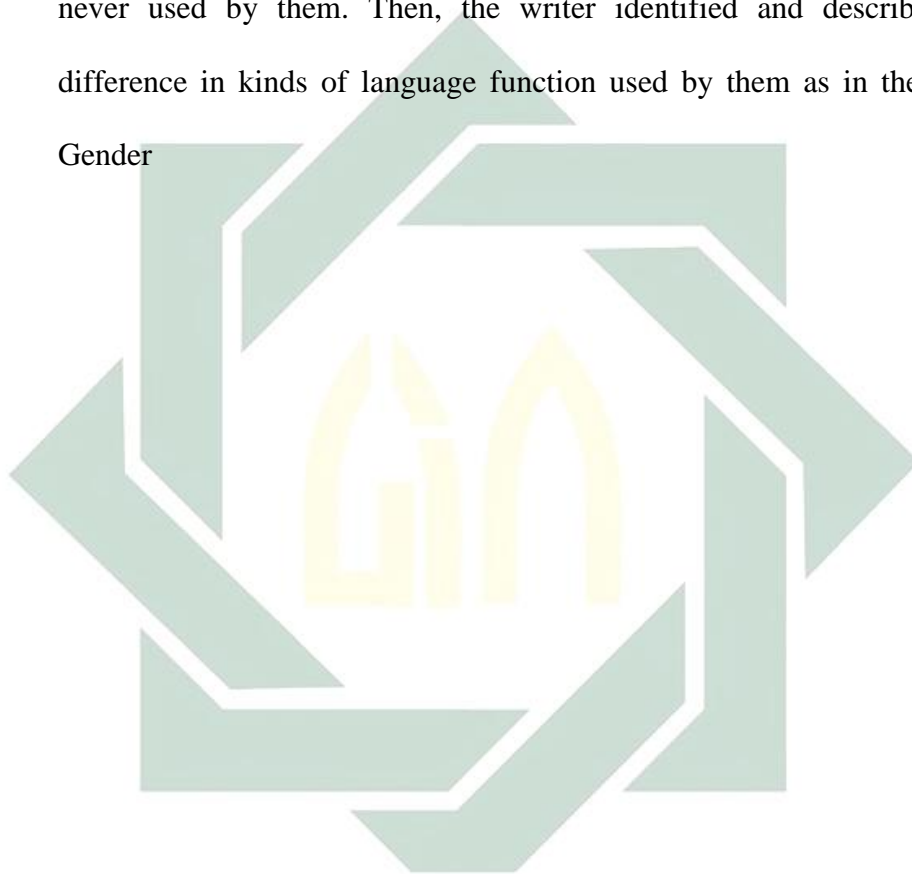 never used by them. Then, the writer identified and describ
difference in kinds of language function used by them as in the
Gender